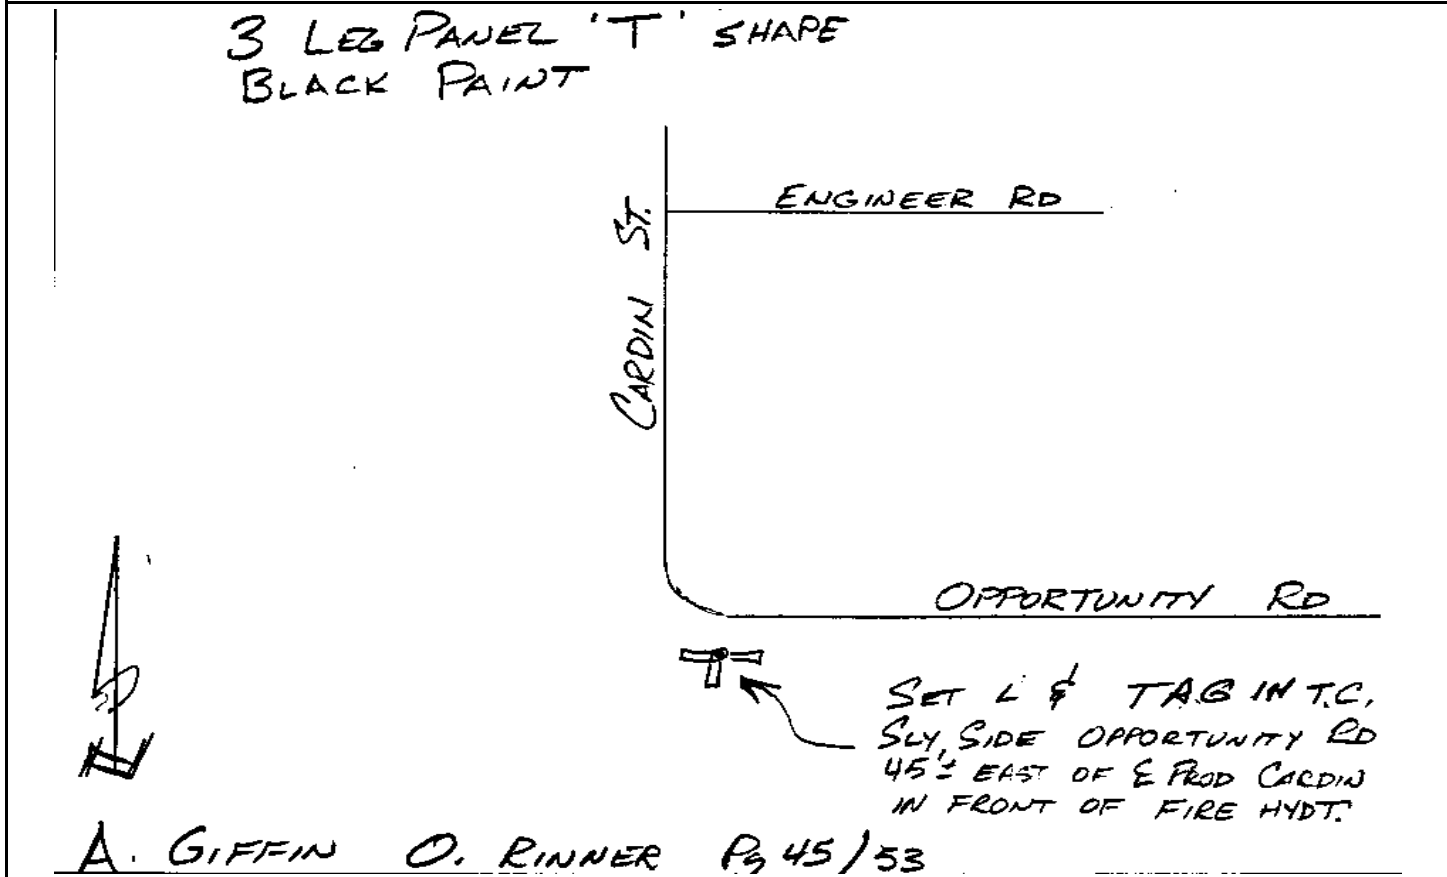 3 LEG PANEL 'T' SHAPE
BLACK PAINT
ENGINEER RD
CARDIN ST.
OPPORTUNITY RD
SET L & TAG IN T.C.
SLY, SIDE OPPORTUNITY RD
45'± EAST OF ℄ PROD CARDIN
IN FRONT OF FIRE HYDT.
A. GIFFIN O. RINNER Pg 45/53